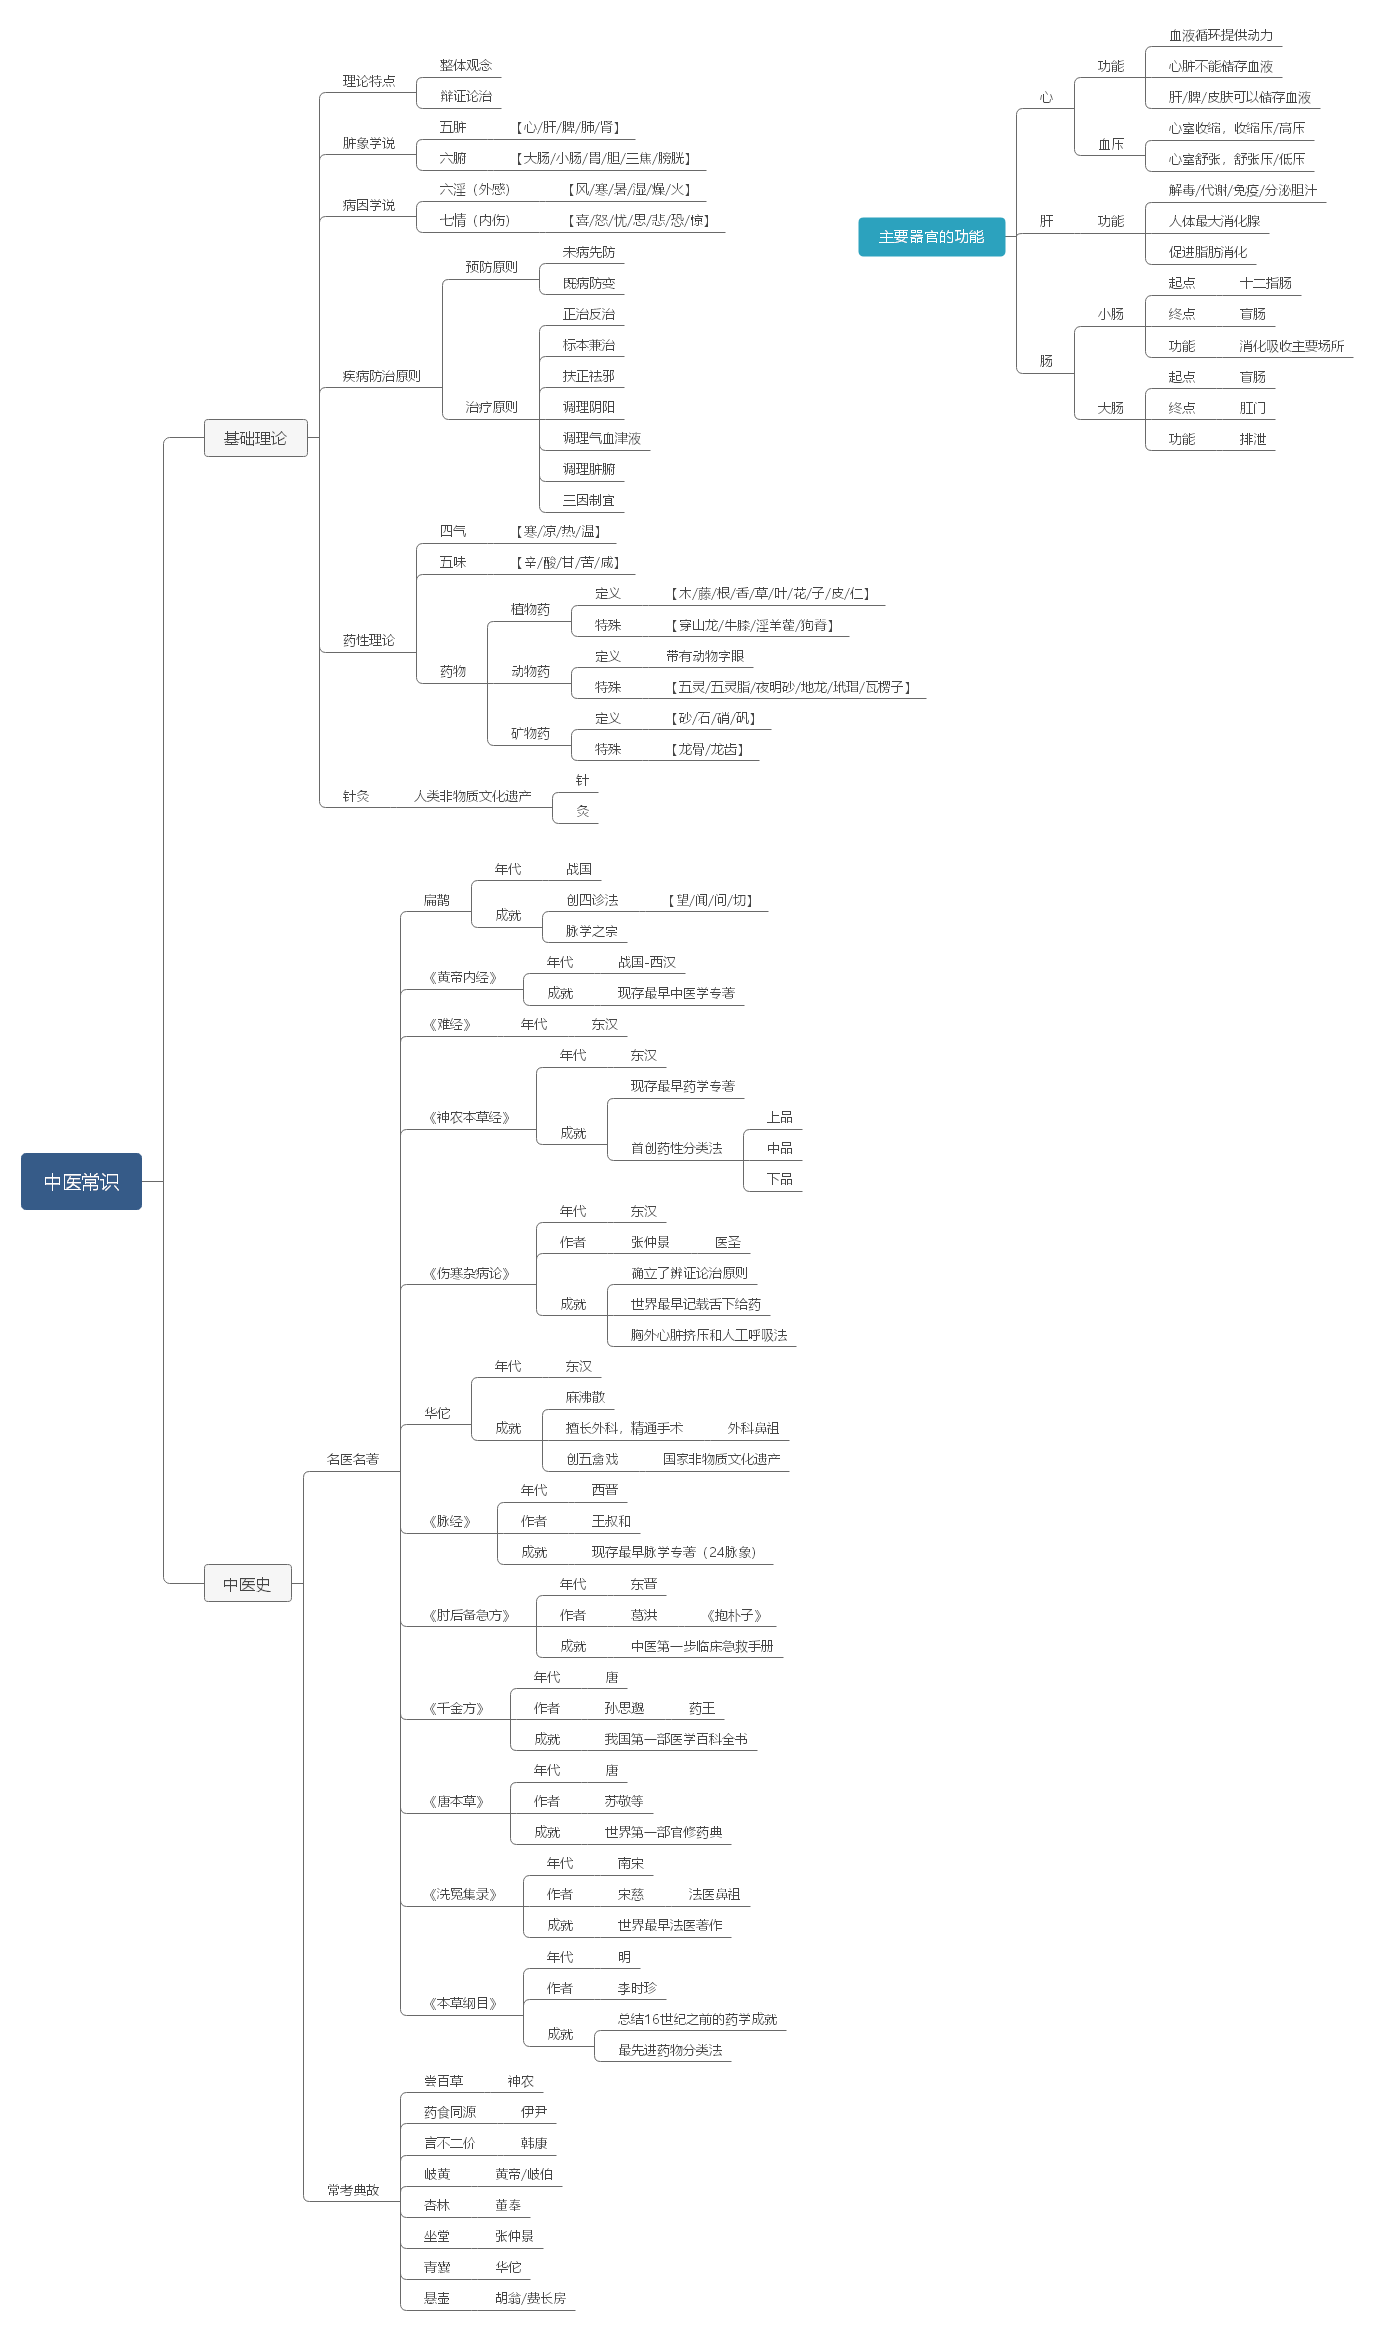 中医常识
基础理论
理论特点
整体观念
辩证论治
脏象学说
五脏 【心/肝/脾/肺/肾】
六腑 【大肠/小肠/胃/胆/三焦/膀胱】
病因学说
六淫（外感） 【风/寒/暑/湿/燥/火】
七情（内伤） 【喜/怒/忧/思/悲/恐/惊】
疾病防治原则
预防原则
未病先防
既病防变
治疗原则
正治反治
标本兼治
扶正祛邪
调理阴阳
调理气血津液
调理脏腑
三因制宜
药性理论
四气 【寒/凉/热/温】
五味 【辛/酸/甘/苦/咸】
药物
植物药
定义 【木/藤/根/香/草/叶/花/子/皮/仁】
特殊 【穿山龙/牛膝/淫羊藿/狗脊】
动物药
定义 带有动物字眼
特殊 【五灵/五灵脂/夜明砂/地龙/玳瑁/瓦楞子】
矿物药
定义 【砂/石/硝/矾】
特殊 【龙骨/龙齿】
针灸 人类非物质文化遗产
针
灸
中医史
名医名著
扁鹊
年代 战国
成就
创四诊法 【望/闻/问/切】
脉学之宗
《黄帝内经》
年代 战国-西汉
成就 现存最早中医学专著
《难经》 年代 东汉
《神农本草经》
年代 东汉
成就
现存最早药学专著
首创药性分类法
上品
中品
下品
《伤寒杂病论》
年代 东汉
作者 张仲景 医圣
成就
确立了辨证论治原则
世界最早记载舌下给药
胸外心脏挤压和人工呼吸法
华佗
年代 东汉
成就
麻沸散
擅长外科，精通手术 外科鼻祖
创五禽戏 国家非物质文化遗产
《脉经》
年代 西晋
作者 王叔和
成就 现存最早脉学专著（24脉象）
《肘后备急方》
年代 东晋
作者 葛洪 《抱朴子》
成就 中医第一步临床急救手册
《千金方》
年代 唐
作者 孙思邈 药王
成就 我国第一部医学百科全书
《唐本草》
年代 唐
作者 苏敬等
成就 世界第一部官修药典
《洗冤集录》
年代 南宋
作者 宋慈 法医鼻祖
成就 世界最早法医著作
《本草纲目》
年代 明
作者 李时珍
成就
总结16世纪之前的药学成就
最先进药物分类法
常考典故
尝百草 神农
药食同源 伊尹
言不二价 韩康
岐黄 黄帝/岐伯
杏林 董奉
坐堂 张仲景
青囊 华佗
悬壶 胡翁/费长房
主要器官的功能
心
功能
血液循环提供动力
心脏不能储存血液
肝/脾/皮肤可以储存血液
血压
心室收缩，收缩压/高压
心室舒张，舒张压/低压
肝 功能
解毒/代谢/免疫/分泌胆汁
人体最大消化腺
促进脂肪消化
肠
小肠
起点 十二指肠
终点 盲肠
功能 消化吸收主要场所
大肠
起点 盲肠
终点 肛门
功能 排泄